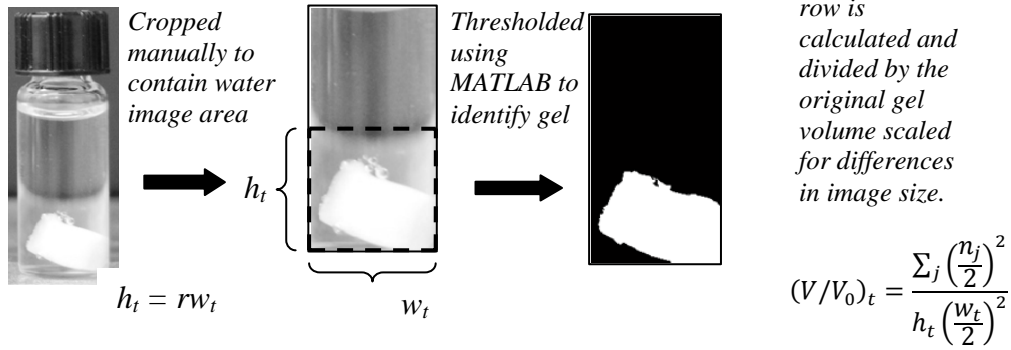 Cropped
manually to
contain water
image area
h_t = rw_t
h_t
w_t
Thresholded
using
MATLAB to
identify gel
row is
calculated and
divided by the
original gel
volume scaled
for differences
in image size.
(V/V_0)_t = \frac{\sum_j \left(\frac{n_j}{2}\right)^2}{h_t \left(\frac{w_t}{2}\right)^2}